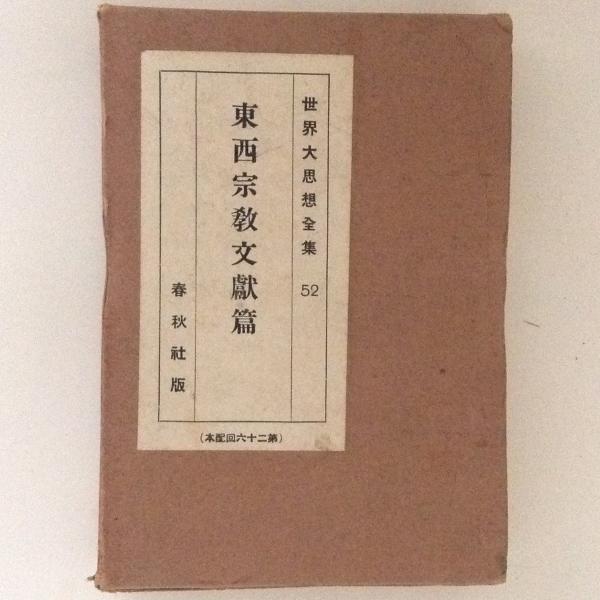 世界大思想全集 52
東西宗教文獻篇
春秋社版
(第二十六回配本)